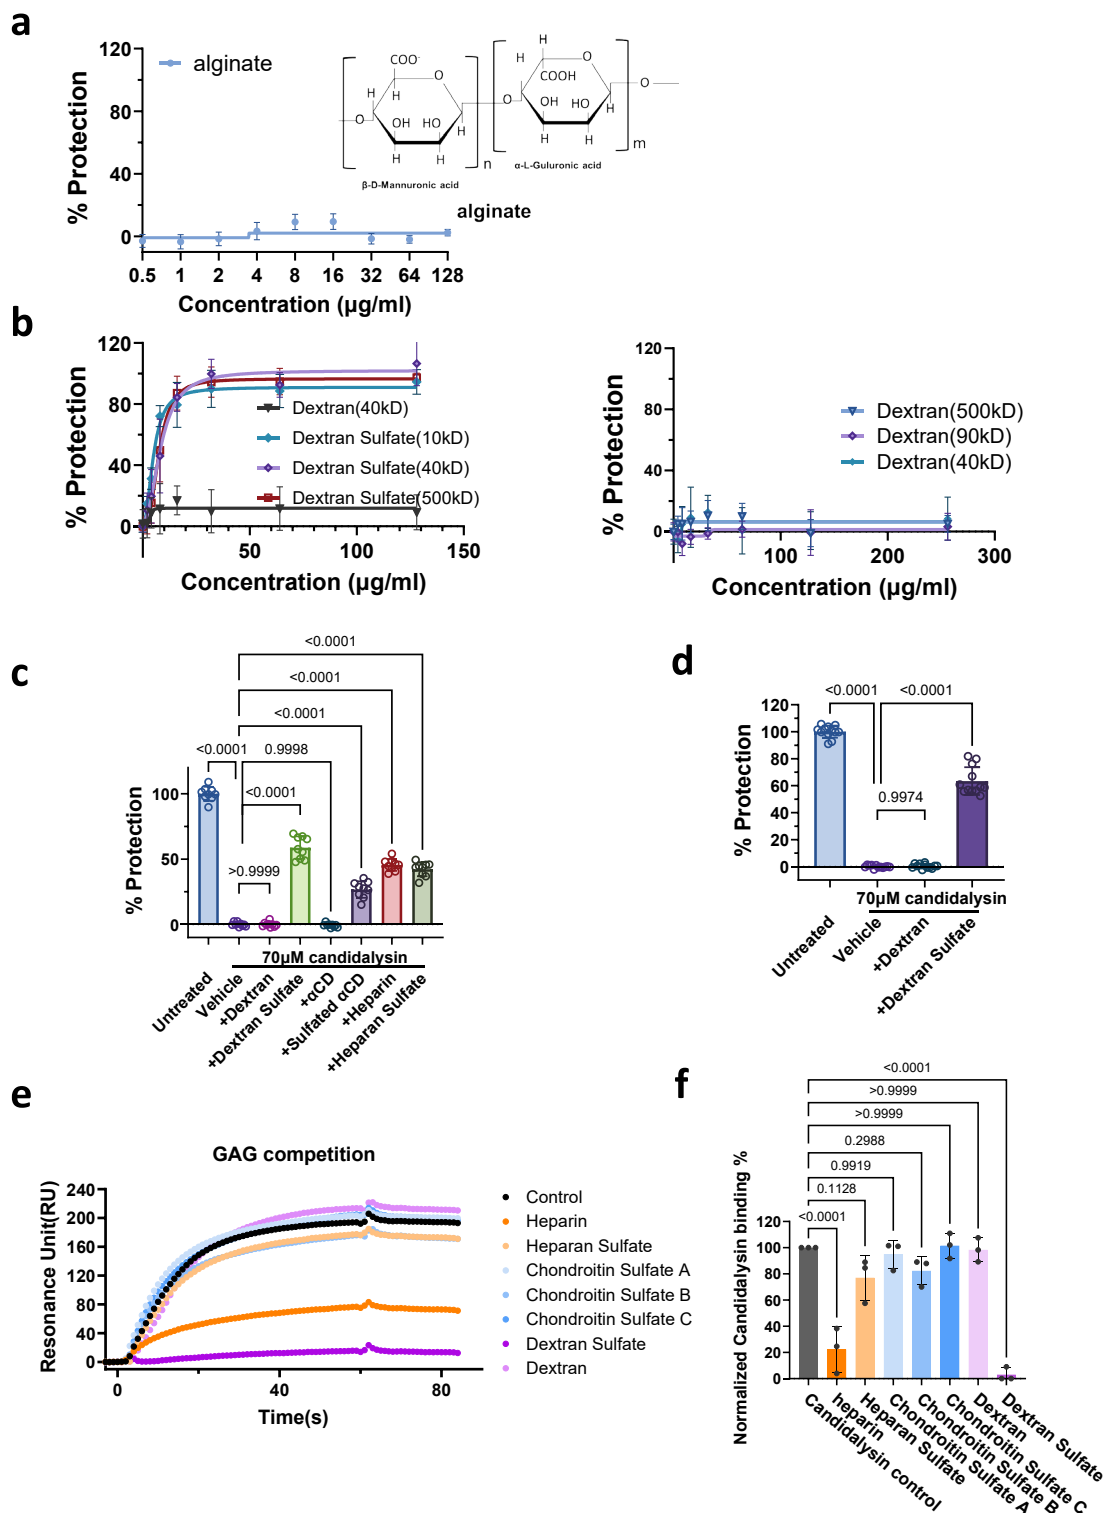 a
120
80
40
0
% Protection
alginate
0.5 1 2 4 8 16 32 64 128
Concentration (µg/ml)
COO-
O
H
H
OH HO
H
H
H
O
n
β-D-Mannuronic acid
H
O
H
COOH
OH HO
H
H
H
O
O
m
α-L-Guluronic acid
alginate
b
120
80
40
0
% Protection
Dextran(40kD)
Dextran Sulfate(10kD)
Dextran Sulfate(40kD)
Dextran Sulfate(500kD)
50 100 150
Concentration (µg/ml)
120
80
40
0
% Protection
Dextran(500kD)
Dextran(90kD)
Dextran(40kD)
100 200 300
Concentration (µg/ml)
c
<0.0001
<0.0001
<0.0001
<0.0001 0.9998
<0.0001
>0.9999
100
50
0
% Protection
70µM candidalysin
Untreated
Vehicle
+Dextran
+Dextran Sulfate
+αCD
+Sulfated αCD
+Heparin
+Heparan Sulfate
d
<0.0001 <0.0001
0.9974
120
100
80
60
40
20
0
% Protection
70µM candidalysin
Untreated
Vehicle
+Dextran
+Dextran Sulfate
e
GAG competition
240
200
160
120
80
40
0
Resonance Unit(RU)
0 40 80
Time(s)
Control
Heparin
Heparan Sulfate
Chondroitin Sulfate A
Chondroitin Sulfate B
Chondroitin Sulfate C
Dextran Sulfate
Dextran
f
<0.0001
>0.9999
>0.9999
0.2988
0.9919
0.1128
<0.0001
120
100
80
60
40
20
0
Normalized Candidalysin binding %
Candidalysin control
heparin
Heparan Sulfate
Chondroitin Sulfate A
Chondroitin Sulfate B
Chondroitin Sulfate C
Dextran
Dextran Sulfate